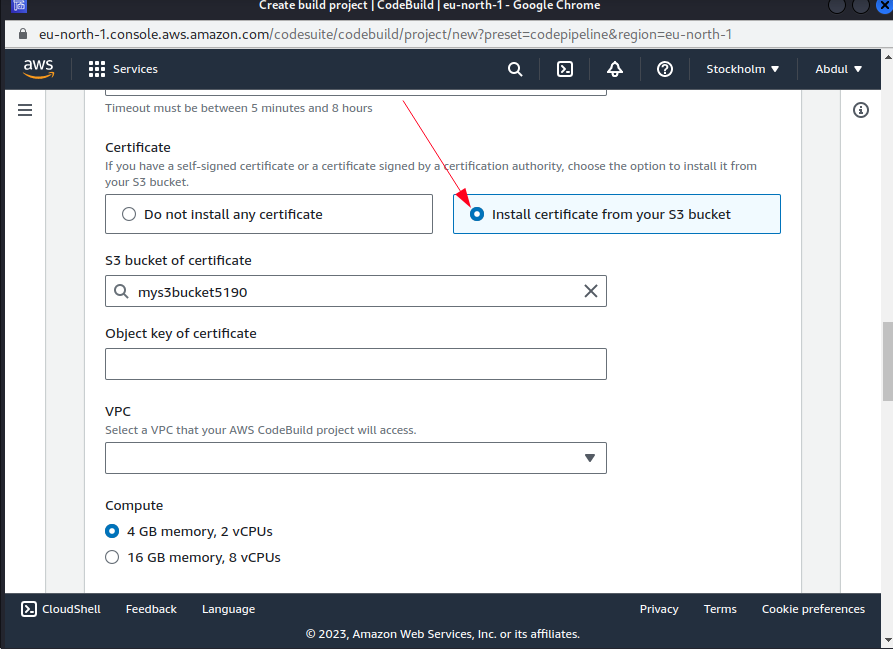 Create build project | CodeBuild | eu-north-1 - Google Chrome
eu-north-1.console.aws.amazon.com/codesuite/codebuild/project/new?preset=codepipeline&region=eu-north-1
aws Services Stockholm ▼ Abdul ▼
Timeout must be between 5 minutes and 8 hours
Certificate
If you have a self-signed certificate or a certificate signed by a certification authority, choose the option to install it from
your S3 bucket.
Do not install any certificate Install certificate from your S3 bucket
S3 bucket of certificate
mys3bucket5190
Object key of certificate
VPC
Select a VPC that your AWS CodeBuild project will access.
Compute
4 GB memory, 2 vCPUs
16 GB memory, 8 vCPUs
CloudShell Feedback Language Privacy Terms Cookie preferences
© 2023, Amazon Web Services, Inc. or its affiliates.